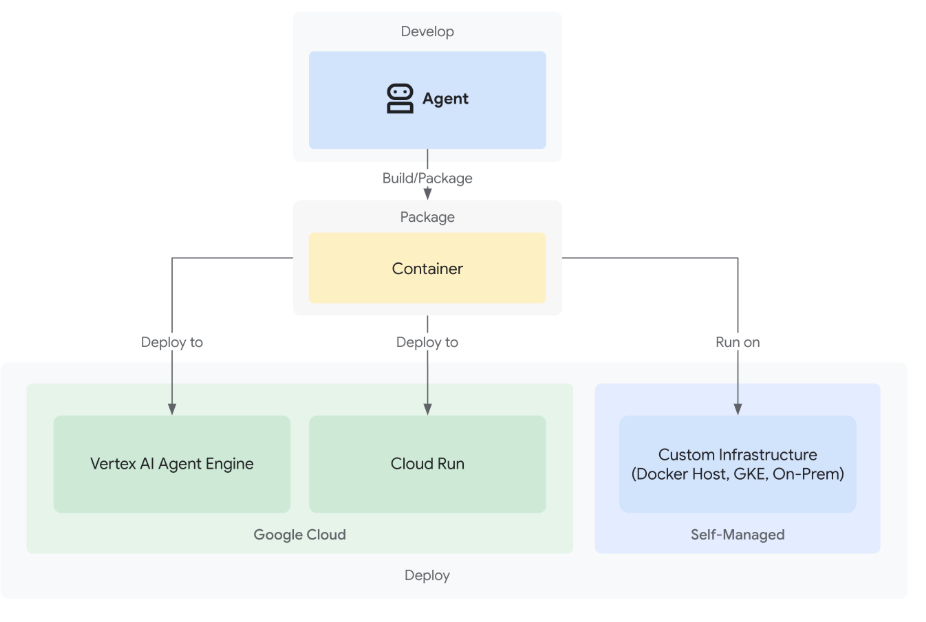 Develop
Agent
Build/Package
Package
Container
Deploy to
Deploy to
Run on
Vertex AI Agent Engine
Cloud Run
Custom Infrastructure
(Docker Host, GKE, On-Prem)
Google Cloud
Self-Managed
Deploy